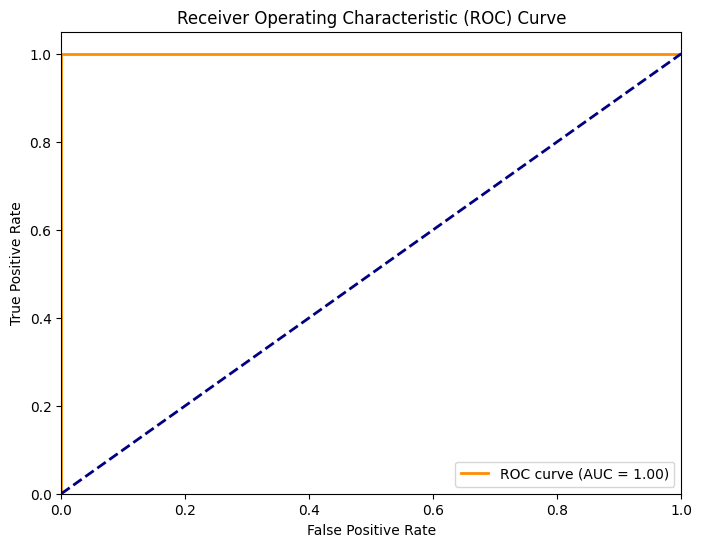 Receiver Operating Characteristic (ROC) Curve
True Positive Rate
1.0
0.8
0.6
0.4
0.2
0.0
0.0 0.2 0.4 0.6 0.8 1.0
False Positive Rate
ROC curve (AUC = 1.00)